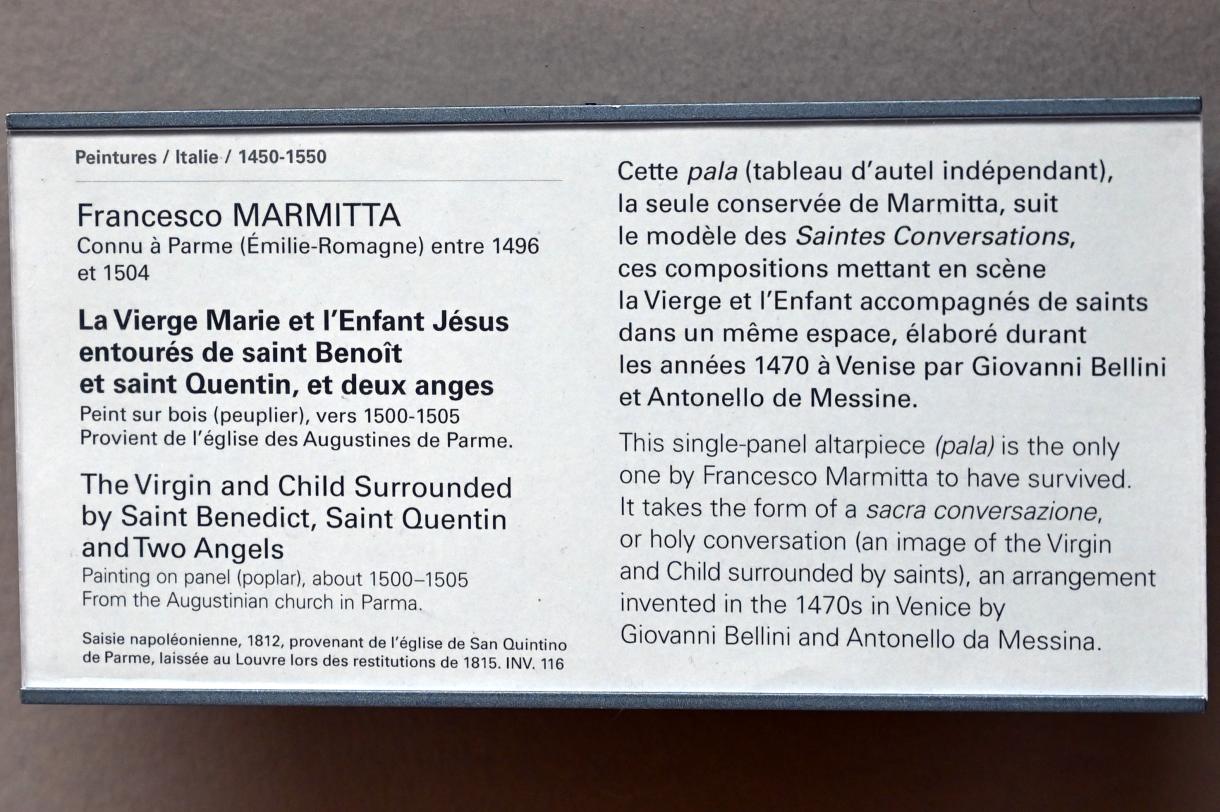 Peintures / Italie / 1450-1550
Francesco MARMITTA
Connu à Parme (Émilie-Romagne) entre 1496
et 1504
La Vierge Marie et l'Enfant Jésus
entourés de saint Benoît
et saint Quentin, et deux anges
Peint sur bois (peuplier), vers 1500-1505
Provient de l'église des Augustines de Parme.
The Virgin and Child Surrounded
by Saint Benedict, Saint Quentin
and Two Angels
Painting on panel (poplar), about 1500–1505
From the Augustinian church in Parma.
Saisie napoléonienne, 1812, provenant de l'église de San Quintino
de Parme, laissée au Louvre lors des restitutions de 1815. INV. 116
Cette pala (tableau d'autel indépendant),
la seule conservée de Marmitta, suit
le modèle des Saintes Conversations,
ces compositions mettant en scène
la Vierge et l'Enfant accompagnés de saints
dans un même espace, élaboré durant
les années 1470 à Venise par Giovanni Bellini
et Antonello de Messine.
This single-panel altarpiece (pala) is the only
one by Francesco Marmitta to have survived.
It takes the form of a sacra conversazione,
or holy conversation (an image of the Virgin
and Child surrounded by saints), an arrangement
invented in the 1470s in Venice by
Giovanni Bellini and Antonello da Messina.